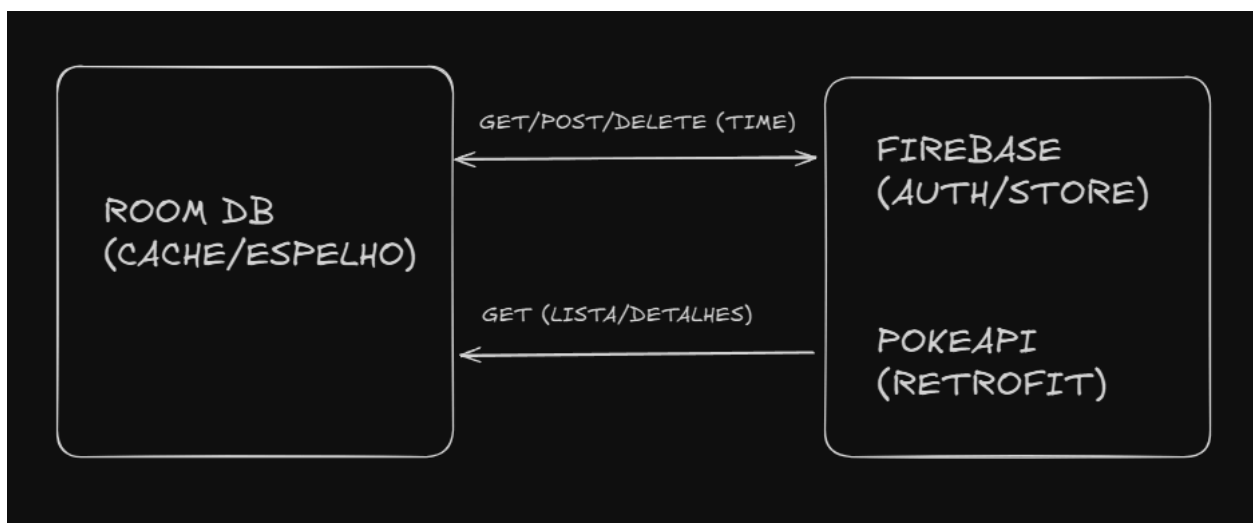 ROOM DB
(CACHE/ESPELHO)
GET/POST/DELETE (TIME)
GET (LISTA/DETALHES)
FIREBASE
(AUTH/STORE)
POKEAPI
(RETROFIT)